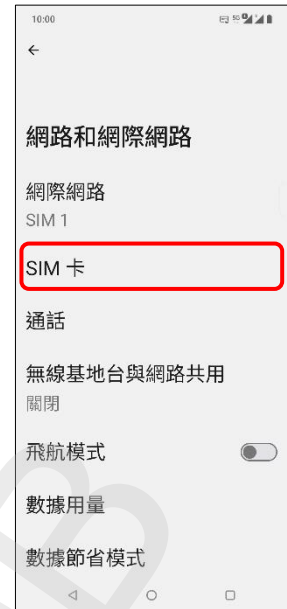 10:00
5G
網路和網際網路
網際網路
SIM 1
SIM 卡
通話
無線基地台與網路共用
關閉
飛航模式
數據用量
數據節省模式